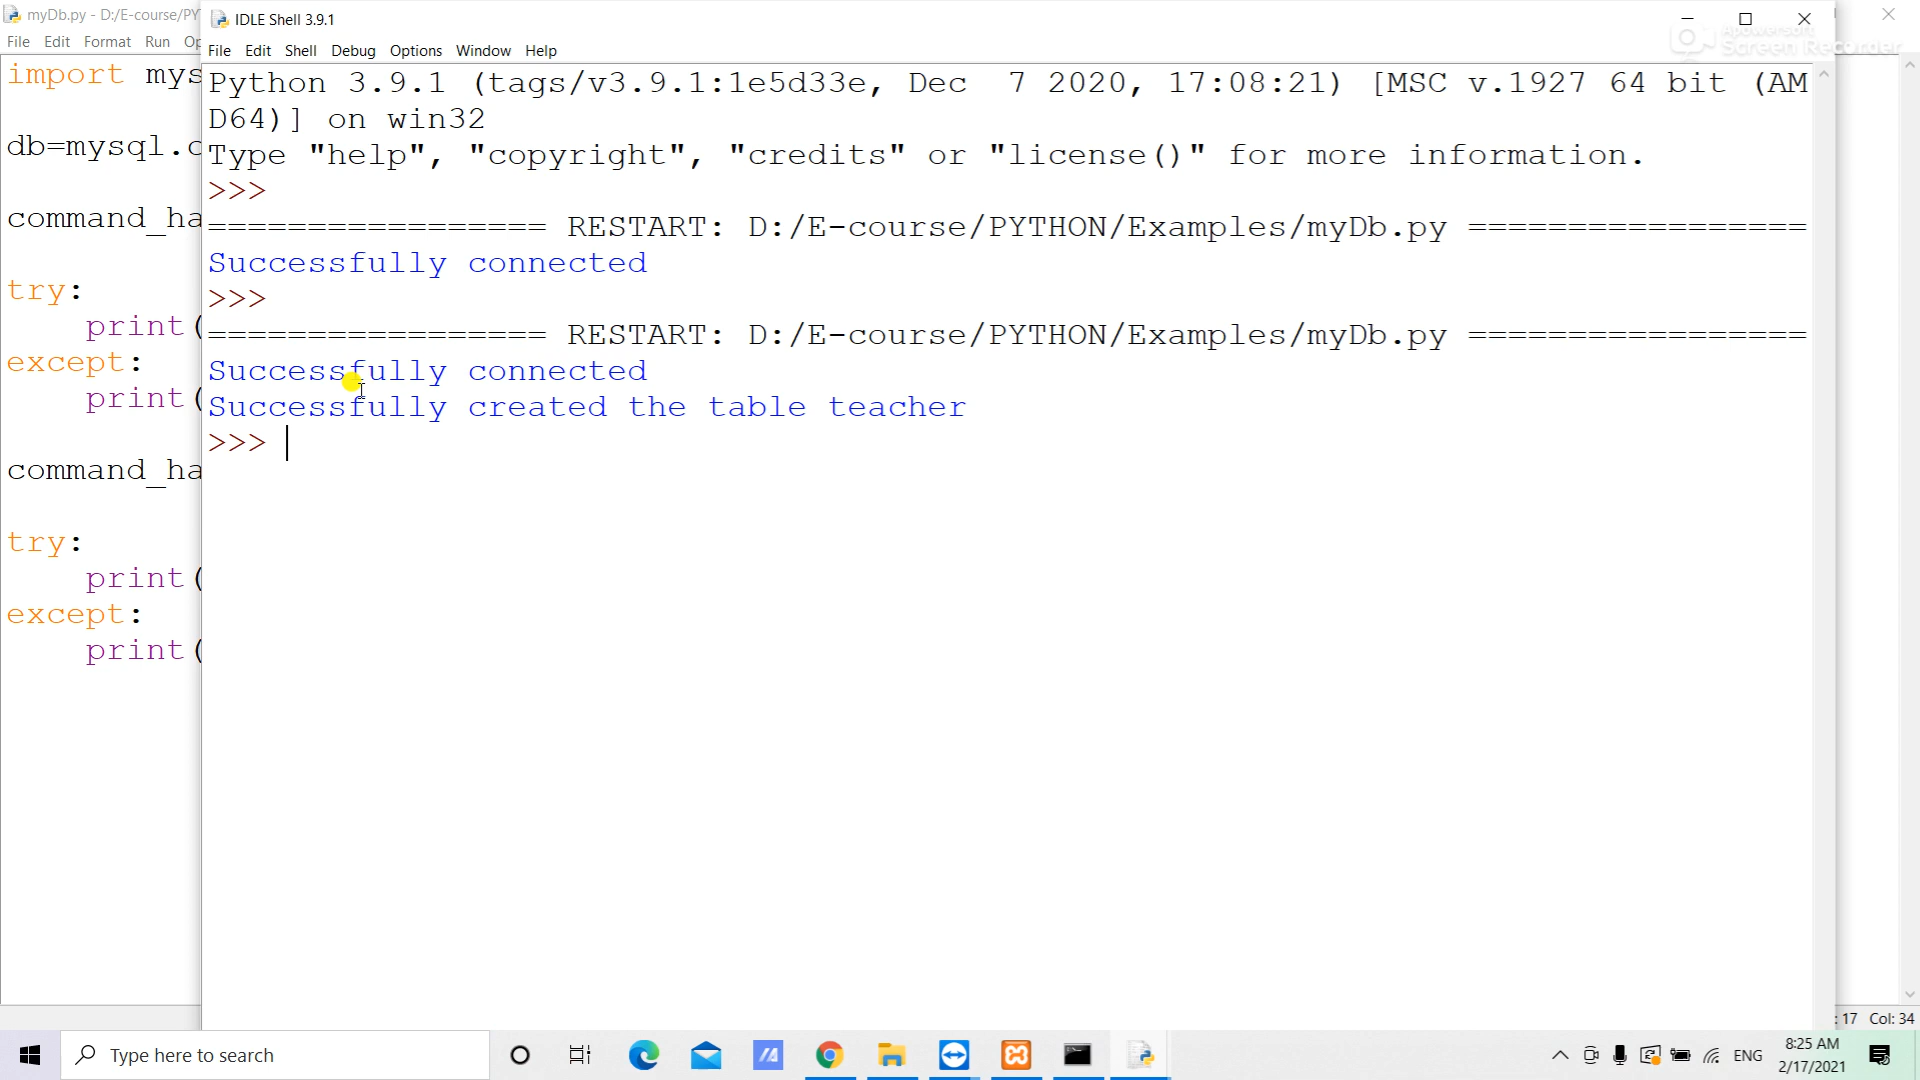 myDb.py - D:/E-course/PY
File Edit Format Run Op
import mys
db=mysql.c
command_ha
try:
print(
except:
print(
command_ha
try:
print(
except:
print(
IDLE Shell 3.9.1
File Edit Shell Debug Options Window Help
Apowersoft
Screen Recorder
Python 3.9.1 (tags/v3.9.1:1e5d33e, Dec 7 2020, 17:08:21) [MSC v.1927 64 bit (AM
D64)] on win32
Type "help", "copyright", "credits" or "license()" for more information.
>>>
================= RESTART: D:/E-course/PYTHON/Examples/myDb.py =================
Successfully connected
>>>
================= RESTART: D:/E-course/PYTHON/Examples/myDb.py =================
Successfully connected
Successfully created the table teacher
>>>
: 17 Col: 34
Type here to search
ENG
8:25 AM
2/17/2021